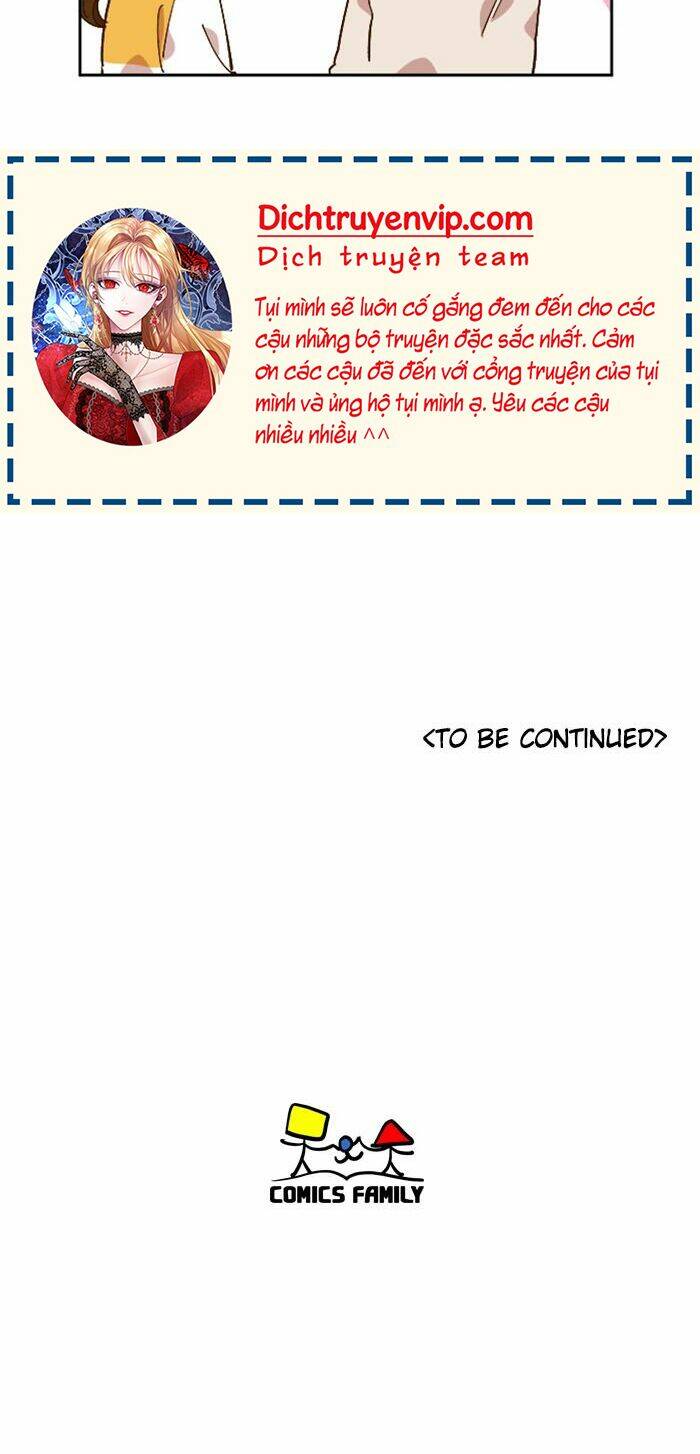 Dichtruyenvip.com
Dịch truyện team
Tụi mình sẽ luôn cố gắng đem đến cho các
cậu những bộ truyện đặc sắc nhất. Cảm
ơn các cậu đã đến với cổng truyện của tụi
mình và ủng hộ tụi mình ạ. Yêu các cậu
nhiều nhiều ^^
<TO BE CONTINUED>
COMICS FAMILY